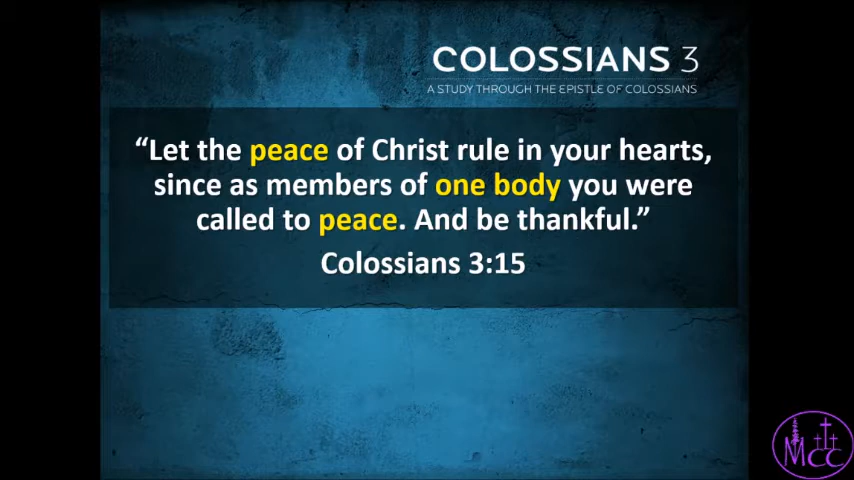 COLOSSIANS 3
A STUDY THROUGH THE EPISTLE OF COLOSSIANS
“Let the peace of Christ rule in your hearts,
since as members of one body you were
called to peace. And be thankful.”
Colossians 3:15
MCC